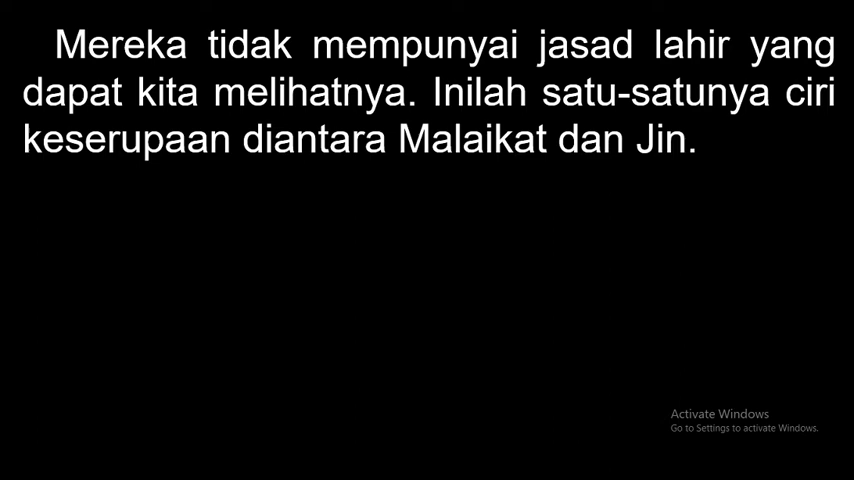 Mereka tidak mempunyai jasad lahir yang
dapat kita melihatnya. Inilah satu-satunya ciri
keserupaan diantara Malaikat dan Jin.
Activate Windows
Go to Settings to activate Windows.